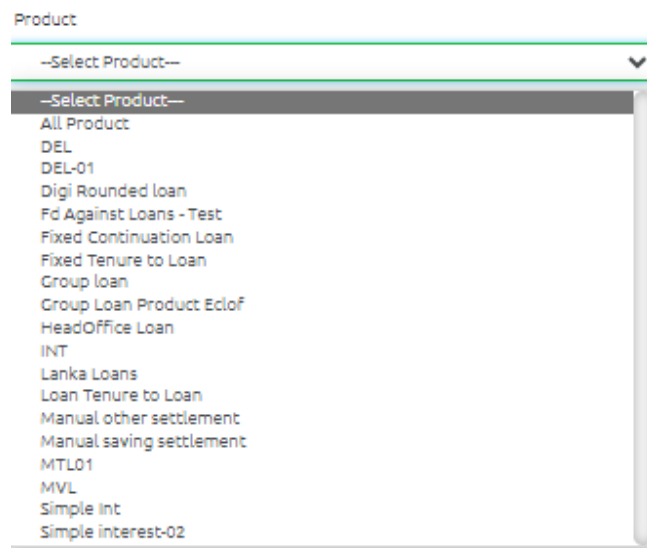 Product
--Select Product---
--Select Product---
All Product
DEL
DEL-01
Digi Rounded loan
Fd Against Loans - Test
Fixed Continuation Loan
Fixed Tenure to Loan
Group loan
Group Loan Product Eclof
HeadOffice Loan
INT
Lanka Loans
Loan Tenure to Loan
Manual other settlement
Manual saving settlement
MTL01
MVL
Simple Int
Simple interest-02